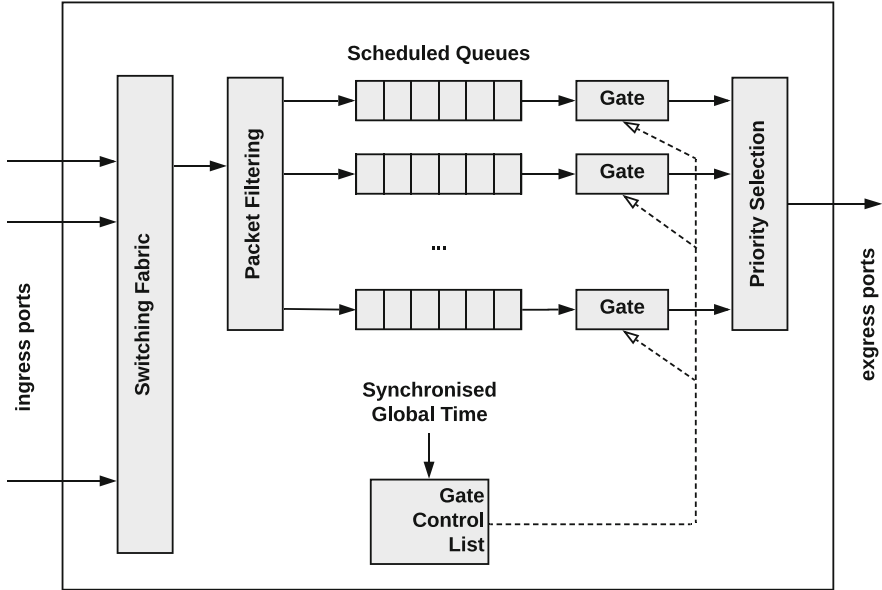 Scheduled Queues
Gate
Gate
...
Gate
Packet Filtering
Priority Selection
Switching Fabric
ingress ports
exgress ports
Synchronised
Global Time
Gate
Control
List